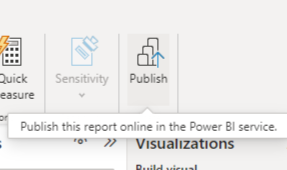 Quick
easure
Sensitivity
Publish
Publish this report online in the Power BI service.
Visualizations
Build visual